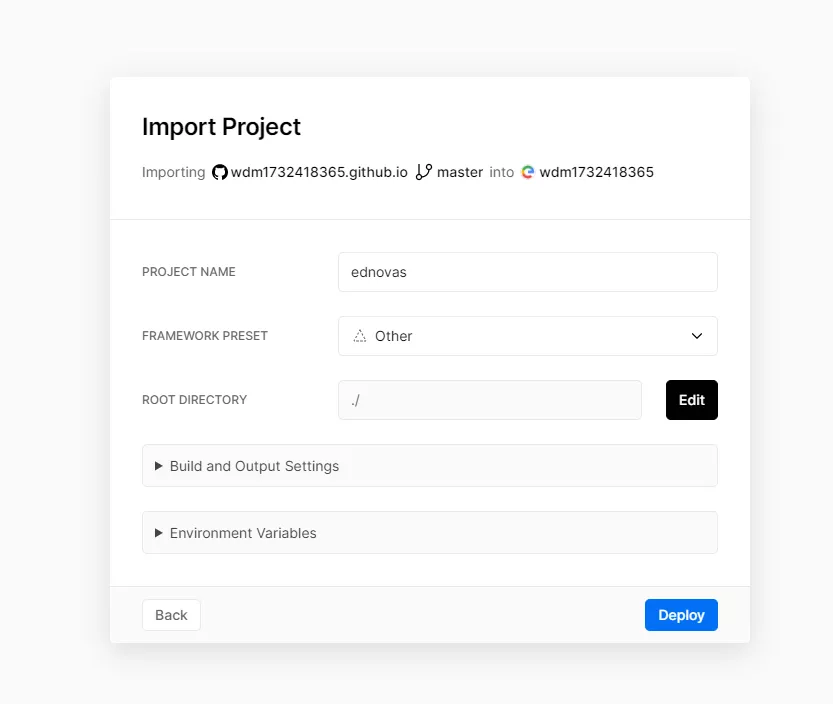 Import Project
Importing wdm1732418365.github.io master into wdm1732418365
PROJECT NAME ednovas
FRAMEWORK PRESET Other
ROOT DIRECTORY ./ Edit
Build and Output Settings
Environment Variables
Back Deploy